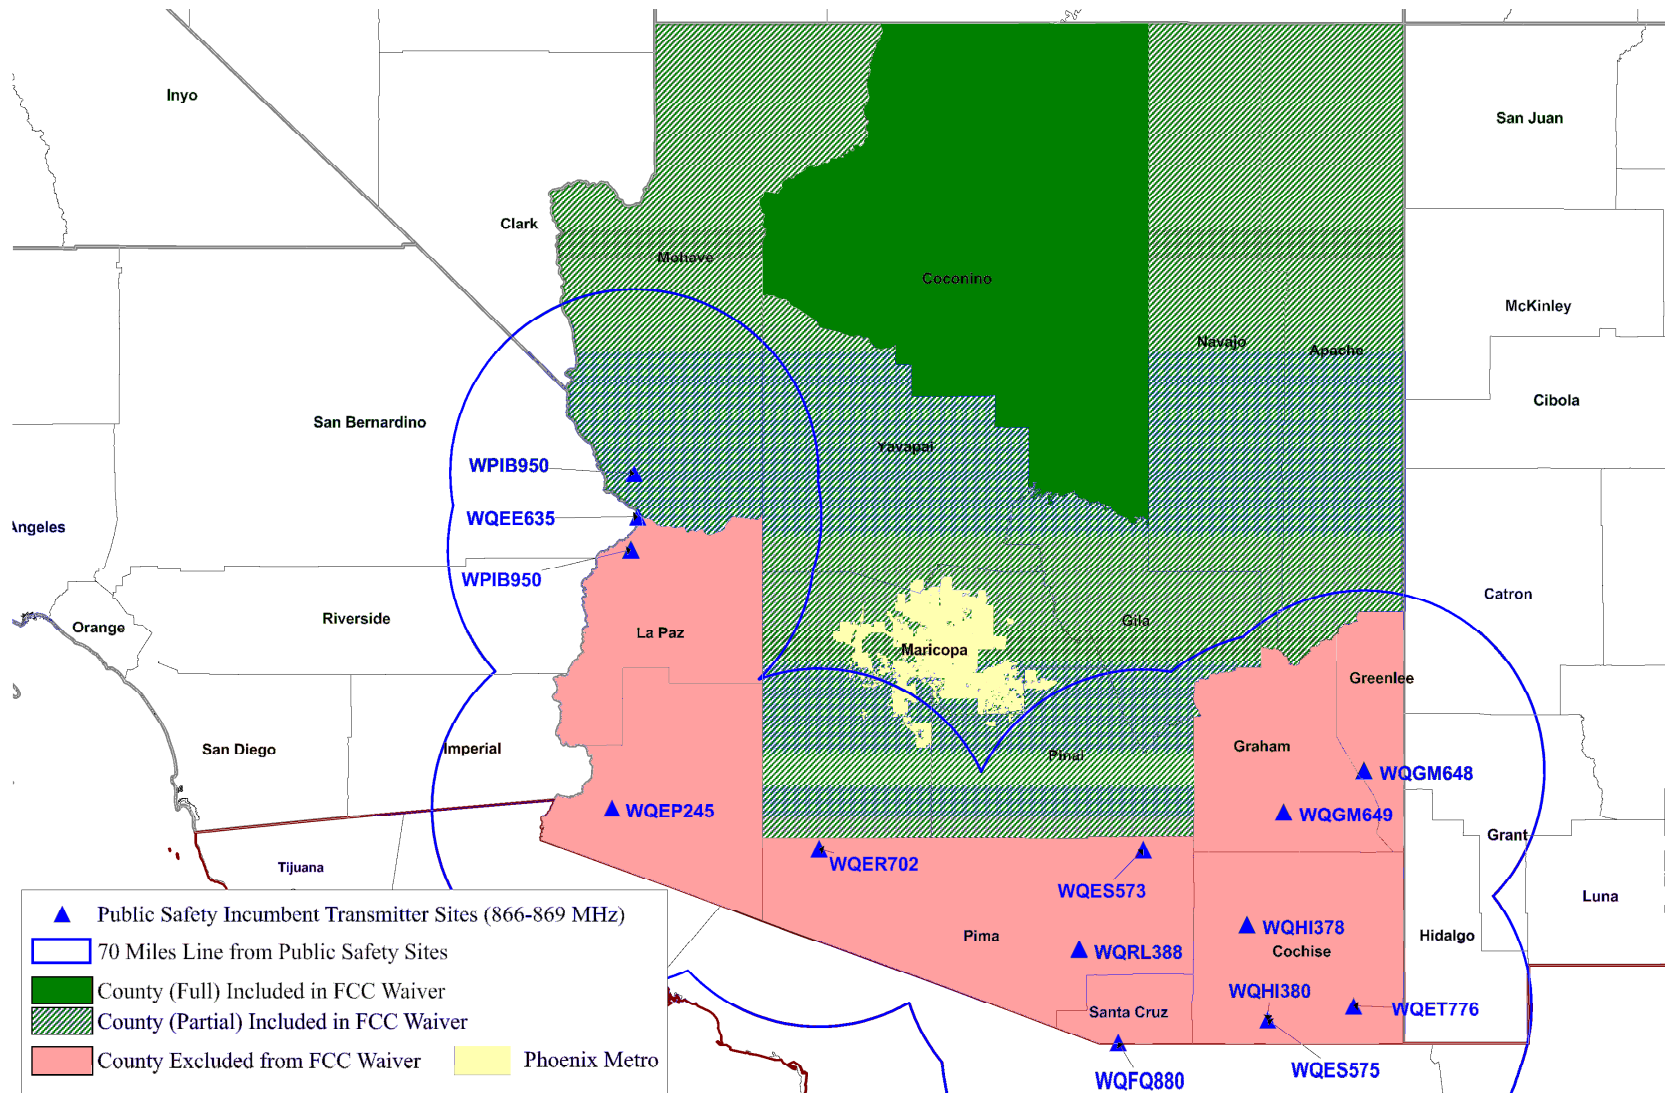 Inyo
San Juan
Clark
Mohave
Coconino
McKinley
Navajo
Apache
Cibola
San Bernardino
Yavapai
WPIB950
WQEE635
Angeles
WPIB950
Catron
Riverside
Orange
La Paz
Gila
Maricopa
Greenlee
San Diego
Imperial
Graham
Pinal
WQGM648
WQEP245
WQGM649
Grant
WQER702
Tijuana
WQES573
Luna
Public Safety Incumbent Transmitter Sites (866-869 MHz)
WQHI378
Pima
Hidalgo
70 Miles Line from Public Safety Sites
WQRL388
Cochise
County (Full) Included in FCC Waiver
WQHI380
Santa Cruz
WQET776
County (Partial) Included in FCC Waiver
County Excluded from FCC Waiver
Phoenix Metro
WQES575
WQFQ880